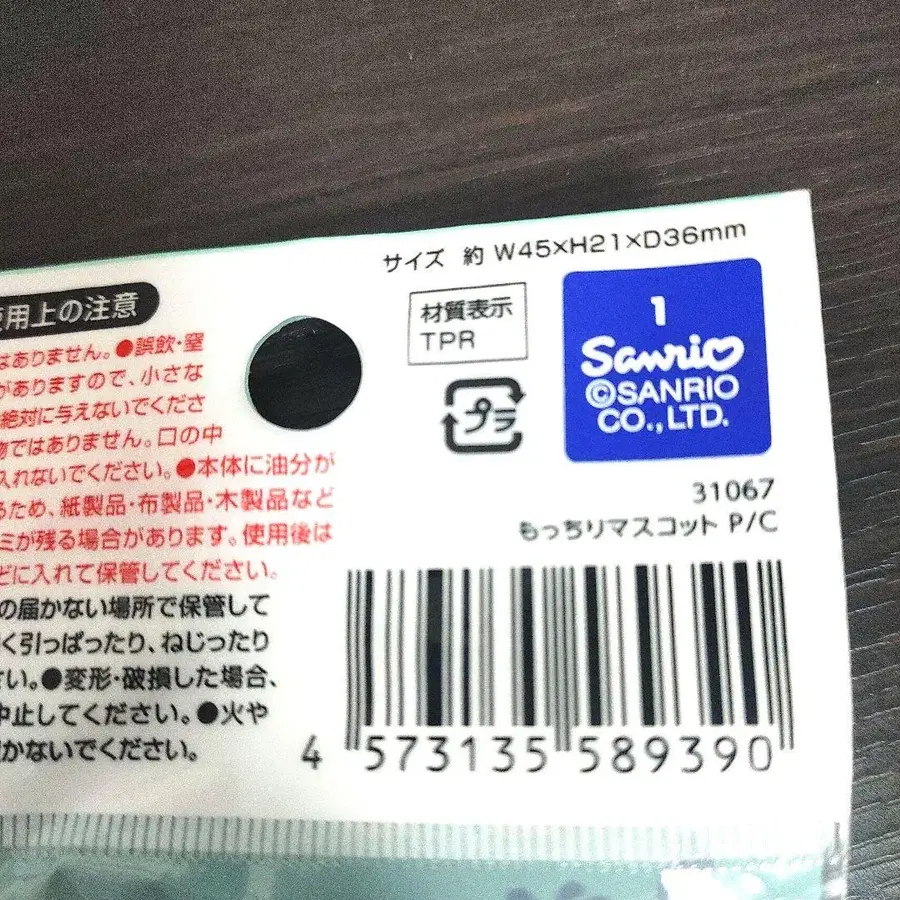 使用上の注意
はありません。●誤飲・窒
がありますので、小さな
絶対に与えないでくださ
物ではありません。口の中
入れないでください。●本体に油分が
るため、紙製品・布製品・木製品など
ミが残る場合があります。使用後は
どに入れて保管してください。
の届かない場所で保管して
く引っぱったり、ねじったり
さい。●変形・破損した場合、
中止してください。●火や
かないでください。
サイズ 約 W45×H21×D36mm
材質表示
TPR
プラ
1
Sanrio
©SANRIO
CO.,LTD.
31067
もっちりマスコット P/C
4 573135 589390